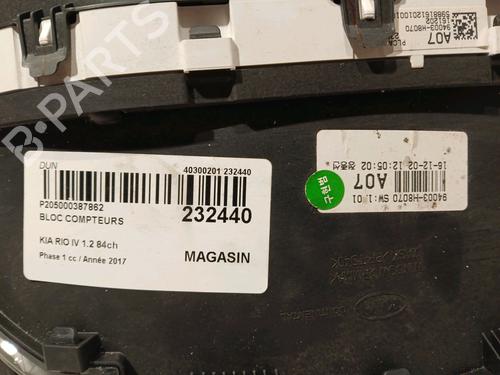 B-PARTS
A07
94003-H8070
161202
DUN
40300201 232440
P205000387862
BLOC COMPTEURS
232440
KIA RIO IV 1.2 84ch
Phase 1 cc / Année 2017
MAGASIN
94003-H8070 SW:1.01
A07
16-12-02 12:05:02